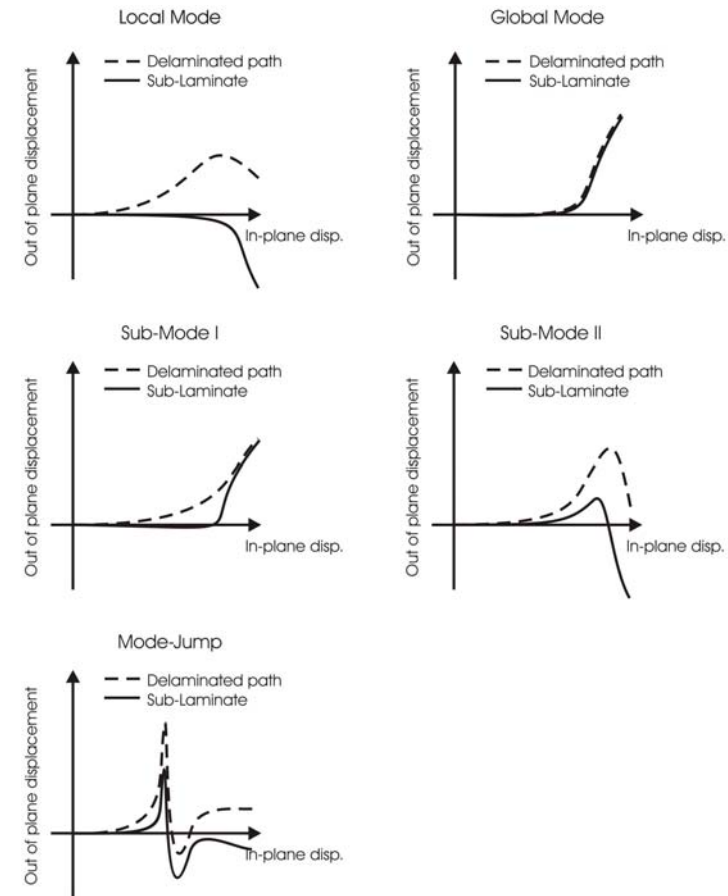 Local Mode
Delaminated path
Sub-Laminate
Out of plane displacement
In-plane disp.
Global Mode
Delaminated path
Sub-Laminate
Out of plane displacement
In-plane disp.
Sub-Mode I
Delaminated path
Sub-Laminate
Out of plane displacement
In-plane disp.
Sub-Mode II
Delaminated path
Sub-Laminate
Out of plane displacement
In-plane disp.
Mode-Jump
Delaminated path
Sub-Laminate
Out of plane displacement
In-plane disp.